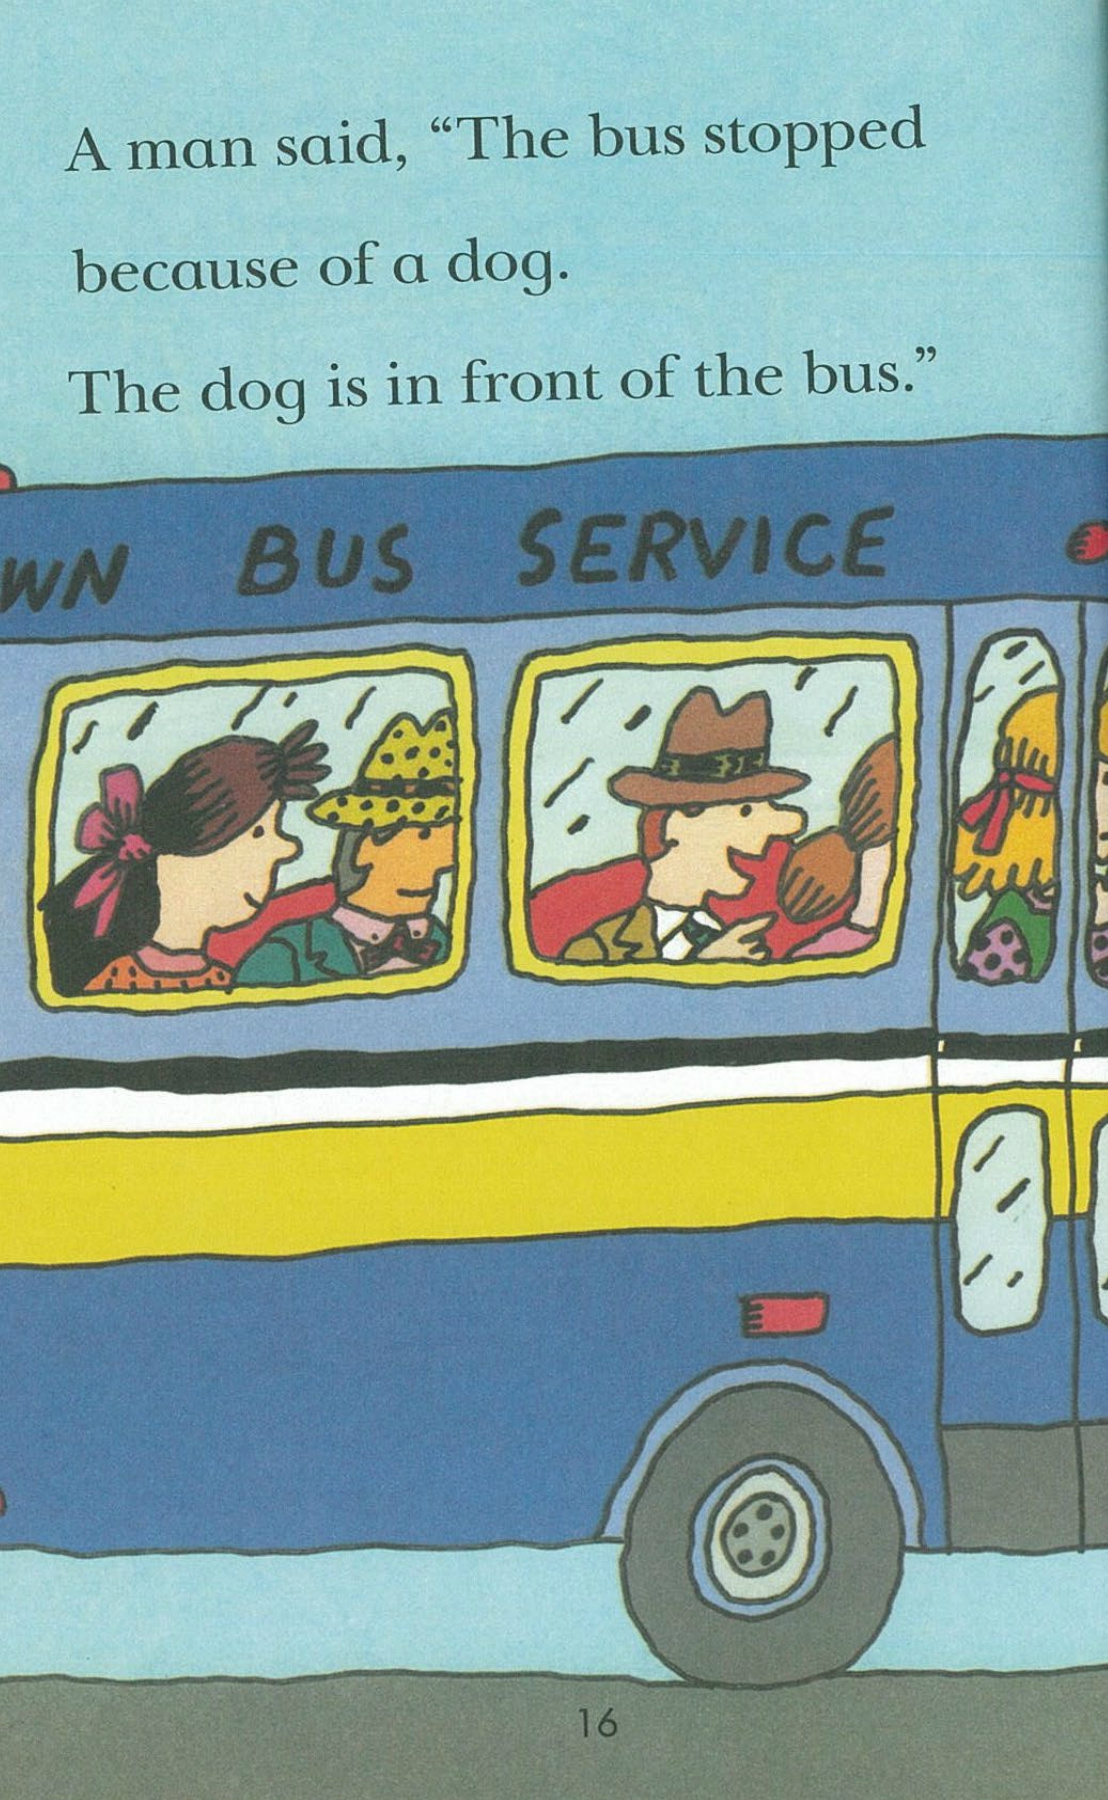 A man said, “The bus stopped
because of a dog.
The dog is in front of the bus.”
WN BUS SERVICE
16